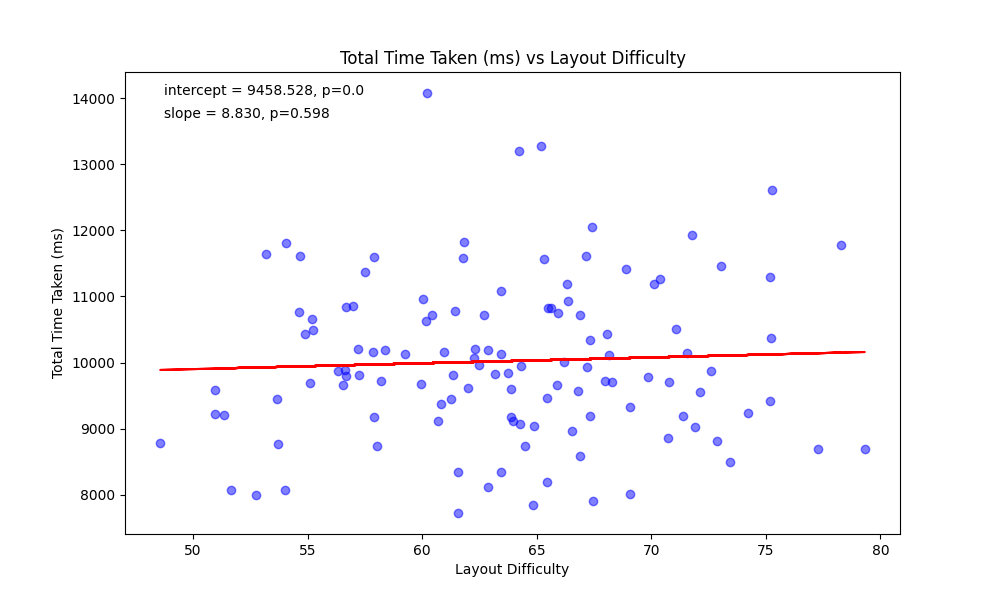 Total Time Taken (ms) vs Layout Difficulty
intercept = 9458.528, p=0.0
slope = 8.830, p=0.598
Total Time Taken (ms)
14000
13000
12000
11000
10000
9000
8000
50 55 60 65 70 75 80
Layout Difficulty